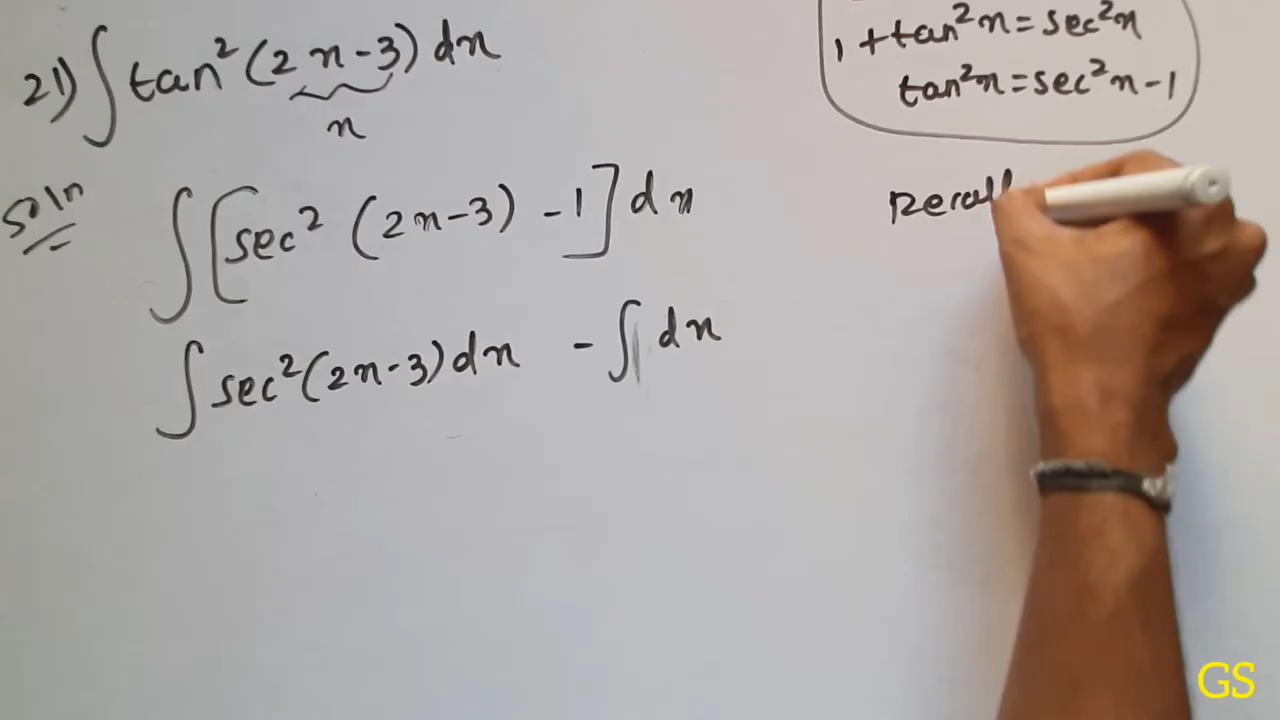 21) ∫ tan² (2x-3) dx
x
1 + tan²x = sec²x
tan²x = sec²x - 1
Soln
∫ [sec² (2x-3) - 1] dx
∫ sec² (2x-3) dx - ∫ dx
Recall
GS